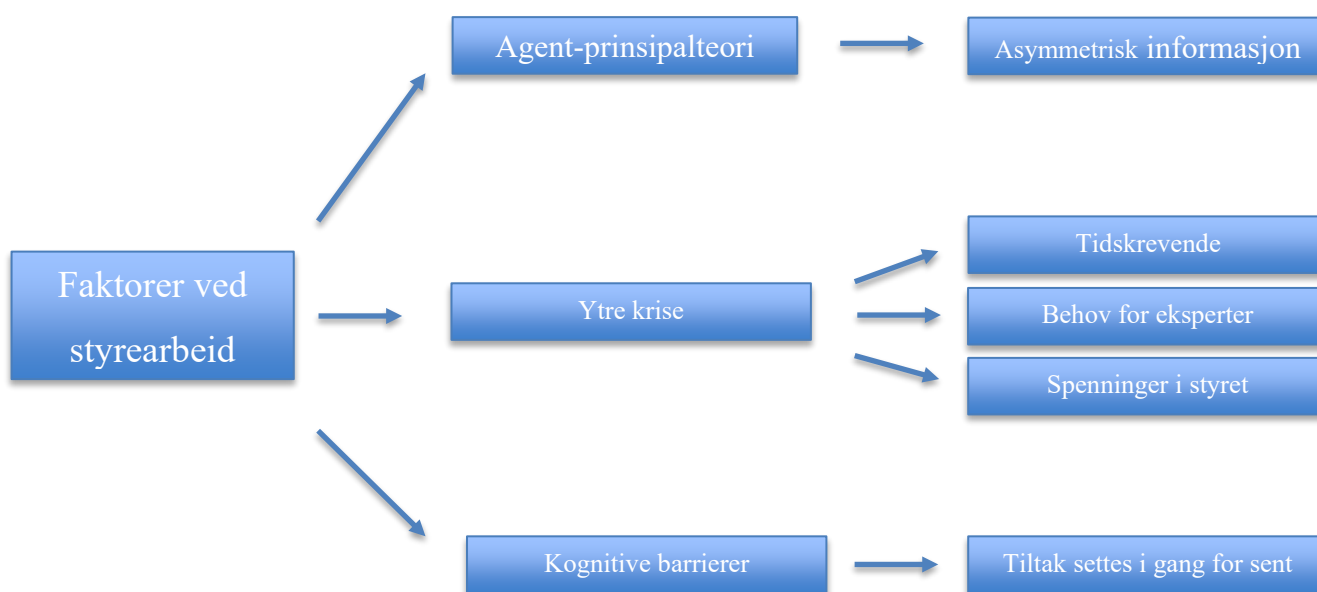 Agent-prinsipalteori
Asymmetrisk informasjon
Faktorer ved
styrearbeid
Ytre krise
Tidskrevende
Behov for eksperter
Spenninger i styret
Kognitive barrierer
Tiltak settes i gang for sent